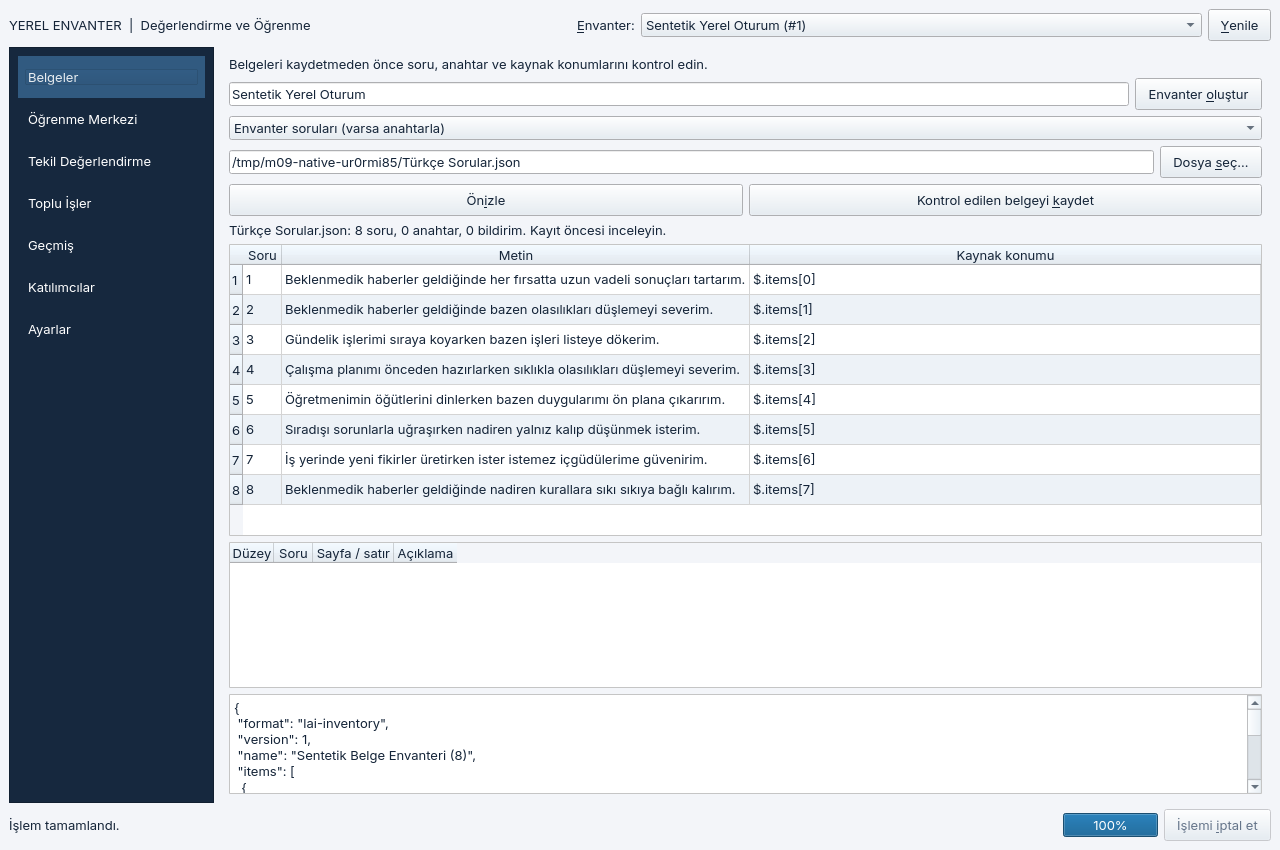 YEREL ENVANTER | Değerlendirme ve Öğrenme
Envanter: Sentetik Yerel Oturum (#1) Yenile
Belgeler
Öğrenme Merkezi
Tekil Değerlendirme
Toplu İşler
Geçmiş
Katılımcılar
Ayarlar
Belgeleri kaydetmeden önce soru, anahtar ve kaynak konumlarını kontrol edin.
Sentetik Yerel Oturum Envanter oluştur
Envanter soruları (varsa anahtarla)
/tmp/m09-native-ur0rmi85/Türkçe Sorular.json Dosya seç...
Önizle Kontrol edilen belgeyi kaydet
Türkçe Sorular.json: 8 soru, 0 anahtar, 0 bildirim. Kayıt öncesi inceleyin.
Soru Metin Kaynak konumu
1 1 Beklenmedik haberler geldiğinde her fırsatta uzun vadeli sonuçları tartarım. $.items[0]
2 2 Beklenmedik haberler geldiğinde bazen olasılıkları düşlemeyi severim. $.items[1]
3 3 Gündelik işlerimi sıraya koyarken bazen işleri listeye dökerim. $.items[2]
4 4 Çalışma planımı önceden hazırlarken sıklıkla olasılıkları düşlemeyi severim. $.items[3]
5 5 Öğretmenimin öğütlerini dinlerken bazen duygularımı ön plana çıkarırım. $.items[4]
6 6 Sıradışı sorunlarla uğraşırken nadiren yalnız kalıp düşünmek isterim. $.items[5]
7 7 İş yerinde yeni fikirler üretirken ister istemez içgüdülerime güvenirim. $.items[6]
8 8 Beklenmedik haberler geldiğinde nadiren kurallara sıkı sıkıya bağlı kalırım. $.items[7]
Düzey Soru Sayfa / satır Açıklama
{
"format": "lai-inventory",
"version": 1,
"name": "Sentetik Belge Envanteri (8)",
"items": [
{
İşlem tamamlandı. 100% İşlemi iptal et